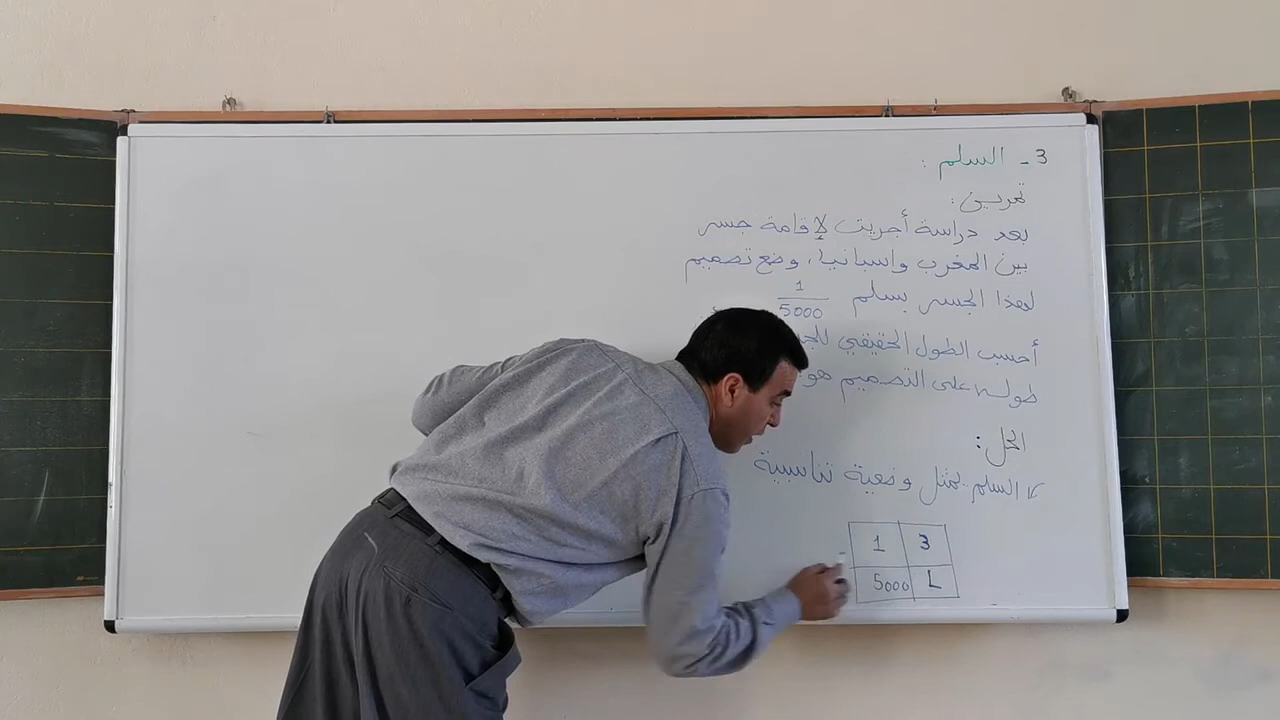 3 - السلم :
تمرين :
بعد دراسة أجريت لإقامة جسر
بين المغرب واسبانيا، وضع تصميم
لهذا الجسر بسلم 1/5000
أحسب الطول الحقيقي
طوله على التصميم هو
الحل :
السلم يمثل وضعية تناسبية
1 3
5000 L